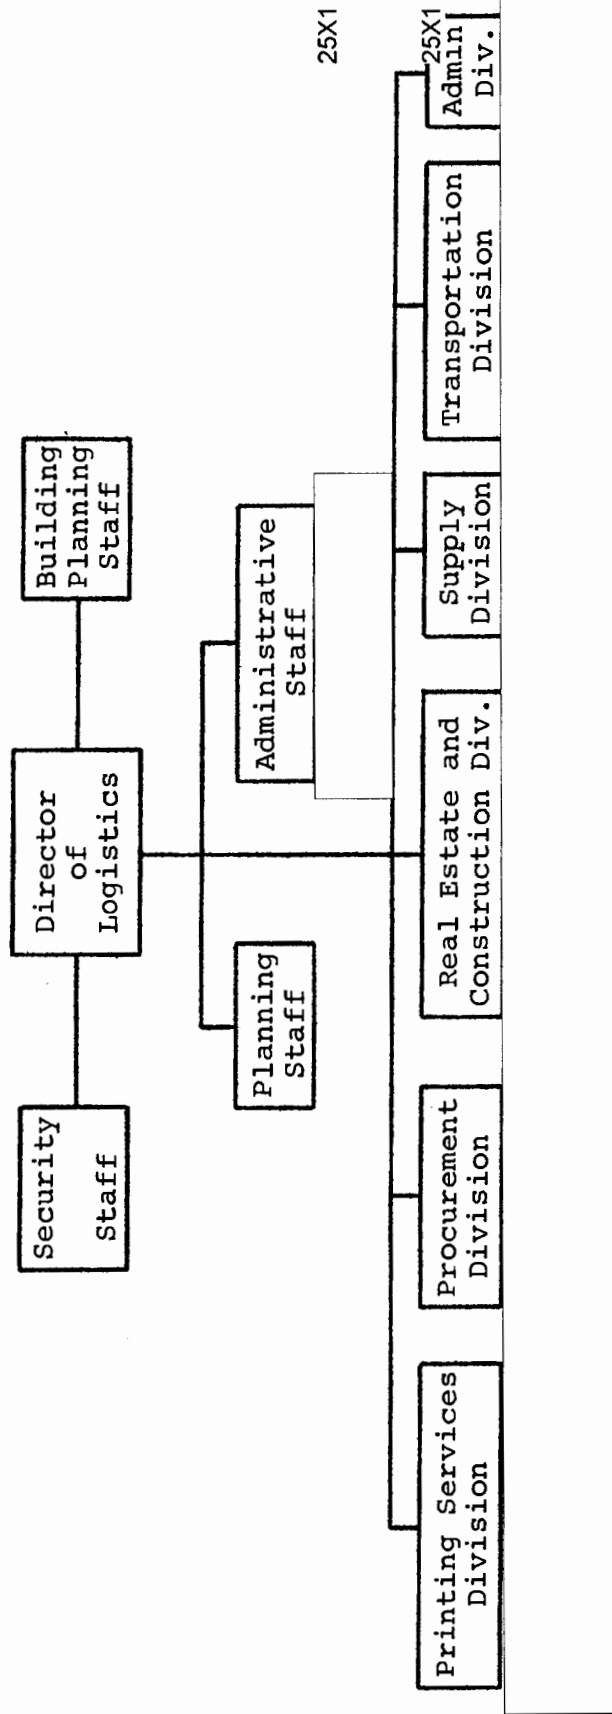 Security
Staff
Director
of
Logistics
Building
Planning
Staff
Planning
Staff
Administrative
Staff
25X1
Printing Services
Division
Procurement
Division
Real Estate and
Construction Div.
Supply
Division
Transportation
Division
25X1
Admin
Div.